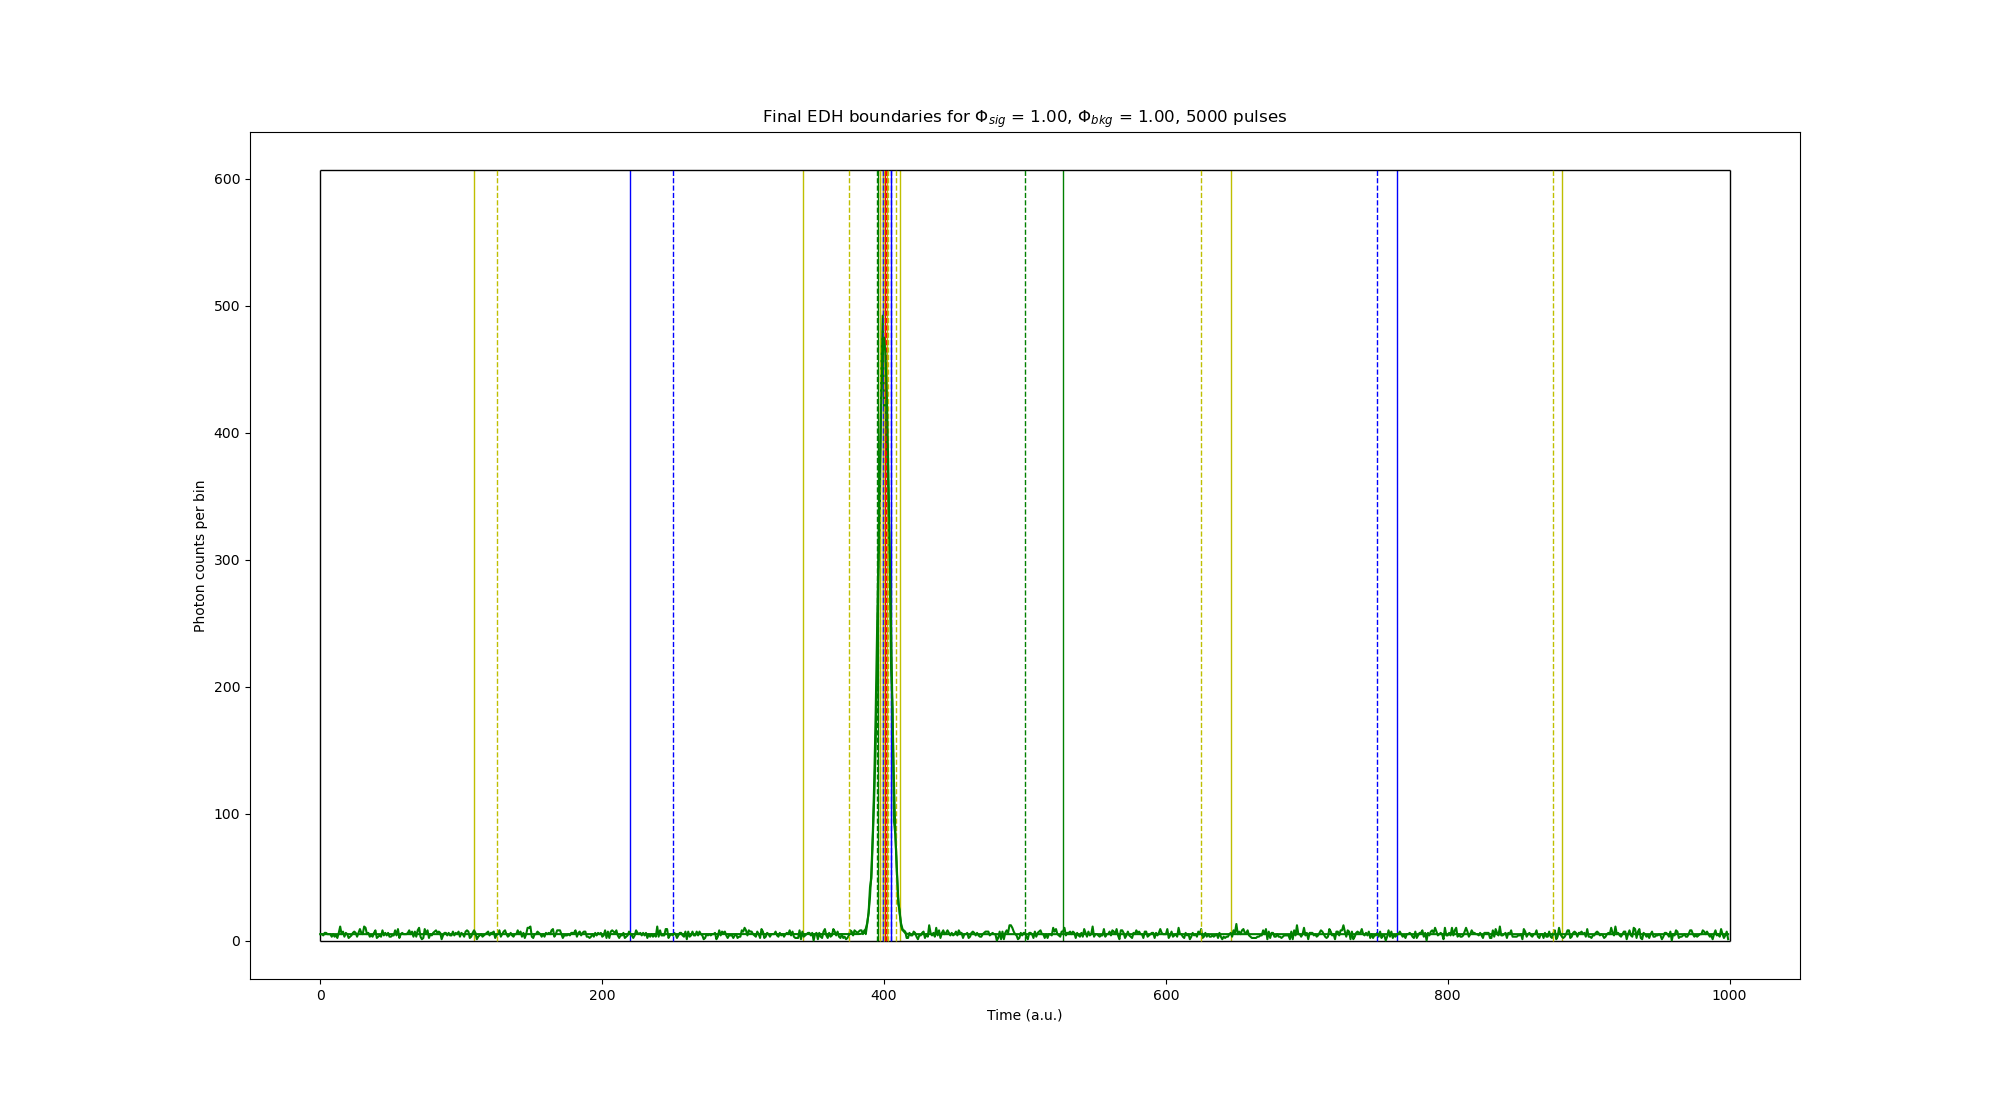 Final EDH boundaries for Φsig = 1.00, Φbkg = 1.00, 5000 pulses
600
500
400
300
200
100
0
Photon counts per bin
0 200 400 600 800 1000
Time (a.u.)